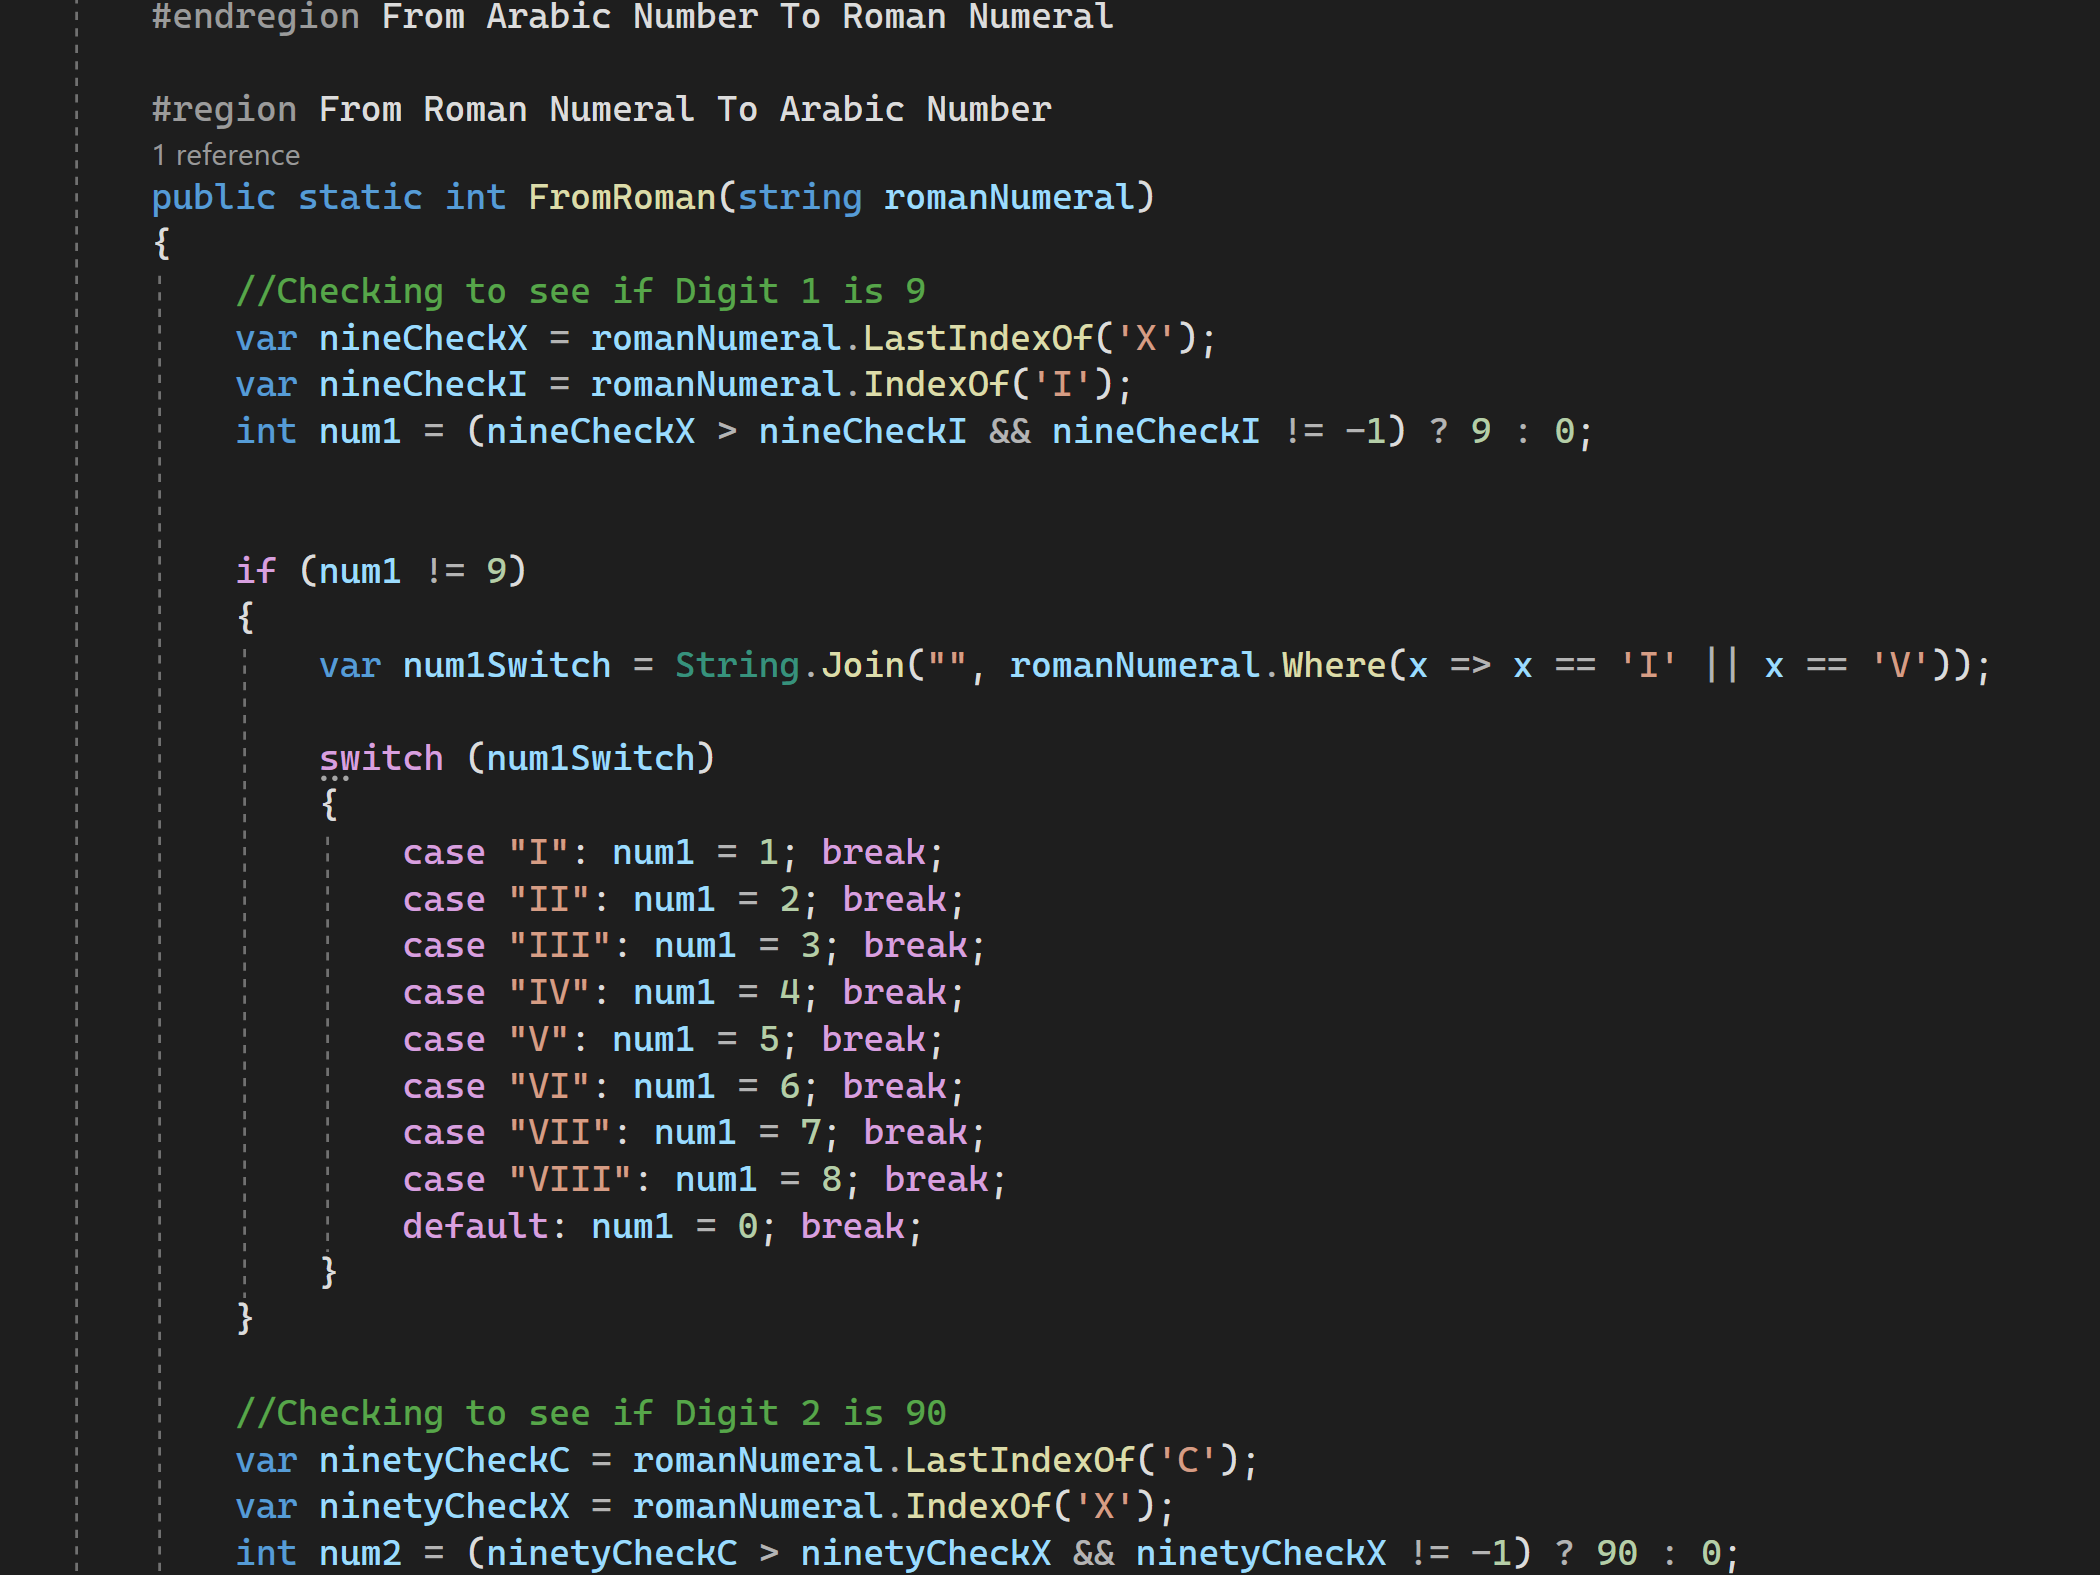 #endregion From Arabic Number To Roman Numeral
#region From Roman Numeral To Arabic Number
1 reference
public static int FromRoman(string romanNumeral)
{
//Checking to see if Digit 1 is 9
var nineCheckX = romanNumeral.LastIndexOf('X');
var nineCheckI = romanNumeral.IndexOf('I');
int num1 = (nineCheckX > nineCheckI && nineCheckI != -1) ? 9 : 0;
if (num1 != 9)
{
var num1Switch = String.Join("", romanNumeral.Where(x => x == 'I' || x == 'V'));
switch (num1Switch)
{
case "I": num1 = 1; break;
case "II": num1 = 2; break;
case "III": num1 = 3; break;
case "IV": num1 = 4; break;
case "V": num1 = 5; break;
case "VI": num1 = 6; break;
case "VII": num1 = 7; break;
case "VIII": num1 = 8; break;
default: num1 = 0; break;
}
}
//Checking to see if Digit 2 is 90
var ninetyCheckC = romanNumeral.LastIndexOf('C');
var ninetyCheckX = romanNumeral.IndexOf('X');
int num2 = (ninetyCheckC > ninetyCheckX && ninetyCheckX != -1) ? 90 : 0;